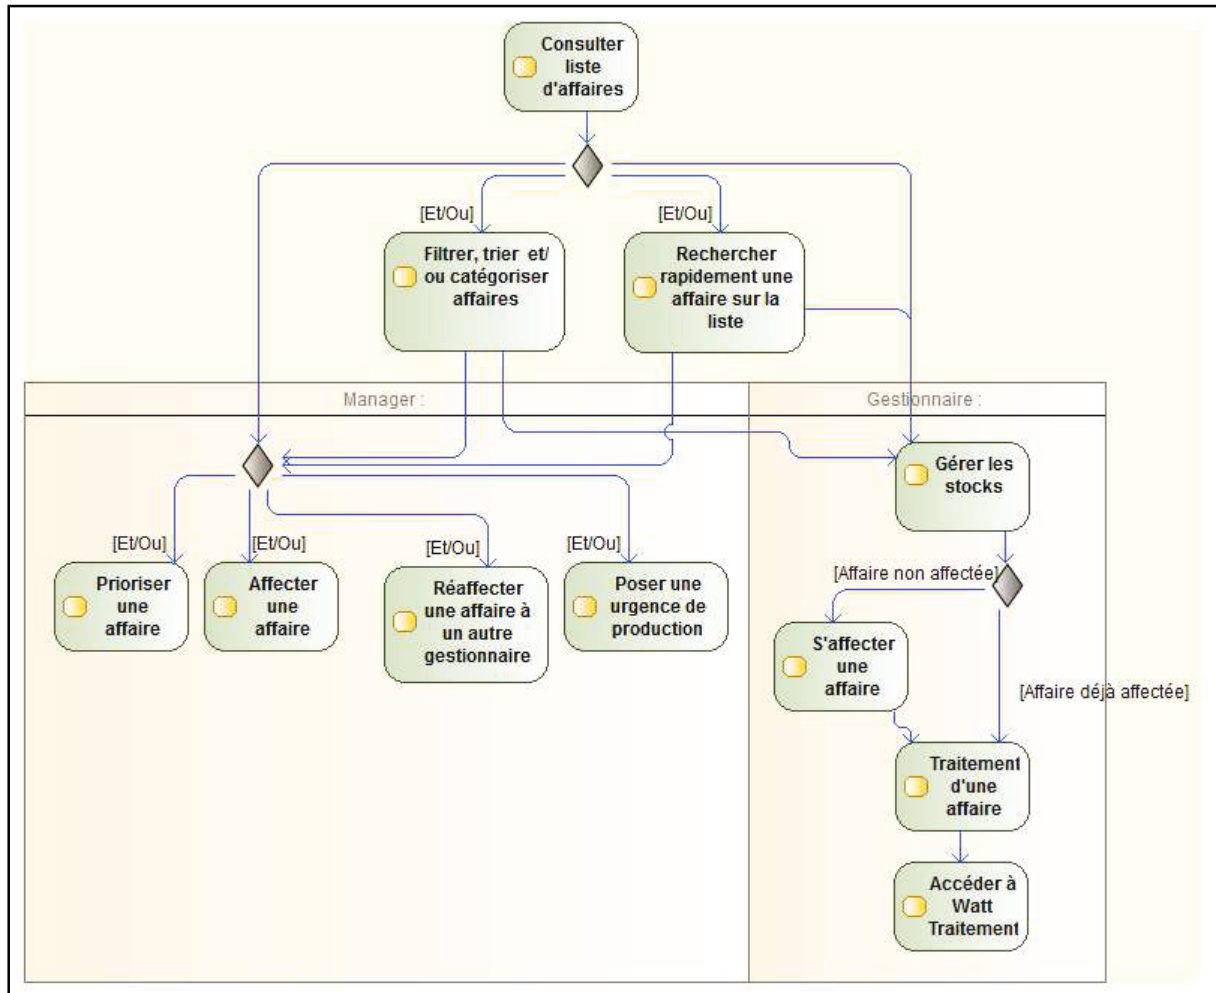 Consulter
liste
d'affaires
[Et/Ou]
[Et/Ou]
Filtrer, trier et/
ou catégoriser
affaires
Rechercher
rapidement une
affaire sur la
liste
Manager :
Gestionnaire :
Gérer les
stocks
[Et/Ou]
[Et/Ou]
[Et/Ou]
[Et/Ou]
Prioriser
une
affaire
Affecter
une
affaire
Réaffecter
une affaire à
un autre
gestionnaire
Poser une
urgence de
production
[Affaire non affectée]
S'affecter
une
affaire
[Affaire déjà affectée]
Traitement
d'une
affaire
Accéder à
Watt
Traitement